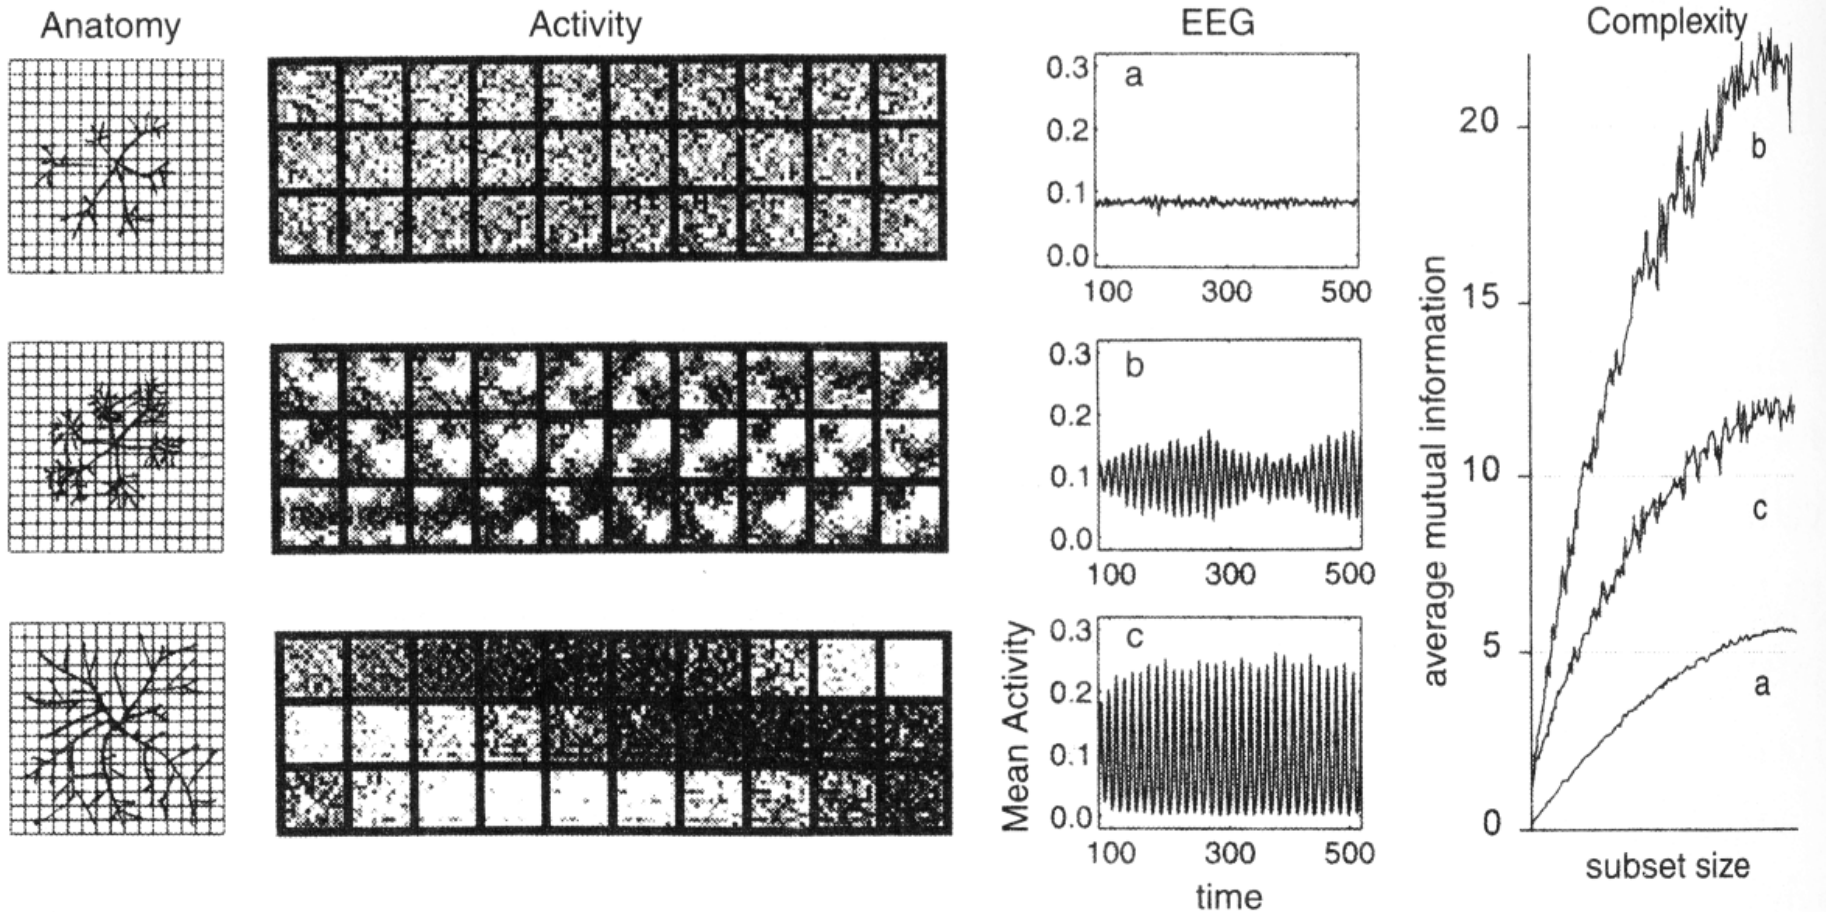 Anatomy
Activity
EEG
Complexity
a
0.3
0.2
0.1
0.0
100 300 500
b
0.3
0.2
0.1
0.0
100 300 500
c
0.3
0.2
0.1
0.0
100 300 500
Mean Activity
time
average mutual information
20
15
10
5
0
b
c
a
subset size